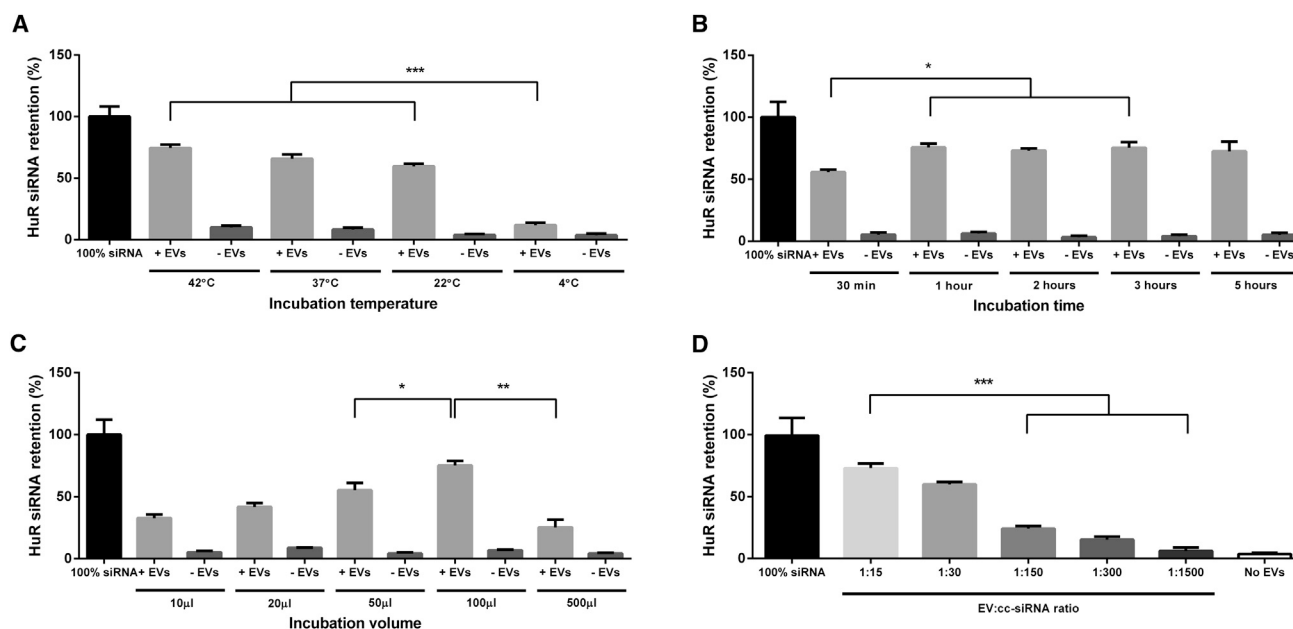 A
HuR siRNA retention (%)
150
100
50
0
***
100% siRNA + EVs - EVs + EVs - EVs + EVs - EVs + EVs - EVs
42°C 37°C 22°C 4°C
Incubation temperature
B
HuR siRNA retention (%)
150
100
50
0
*
100% siRNA + EVs - EVs + EVs - EVs + EVs - EVs + EVs - EVs + EVs - EVs
30 min 1 hour 2 hours 3 hours 5 hours
Incubation time
C
HuR siRNA retention (%)
150
100
50
0
* **
100% siRNA + EVs - EVs + EVs - EVs + EVs - EVs + EVs - EVs + EVs - EVs
10µl 20µl 50µl 100µl 500µl
Incubation volume
D
HuR siRNA retention (%)
150
100
50
0
***
100% siRNA 1:15 1:30 1:150 1:300 1:1500 No EVs
EV:cc-siRNA ratio